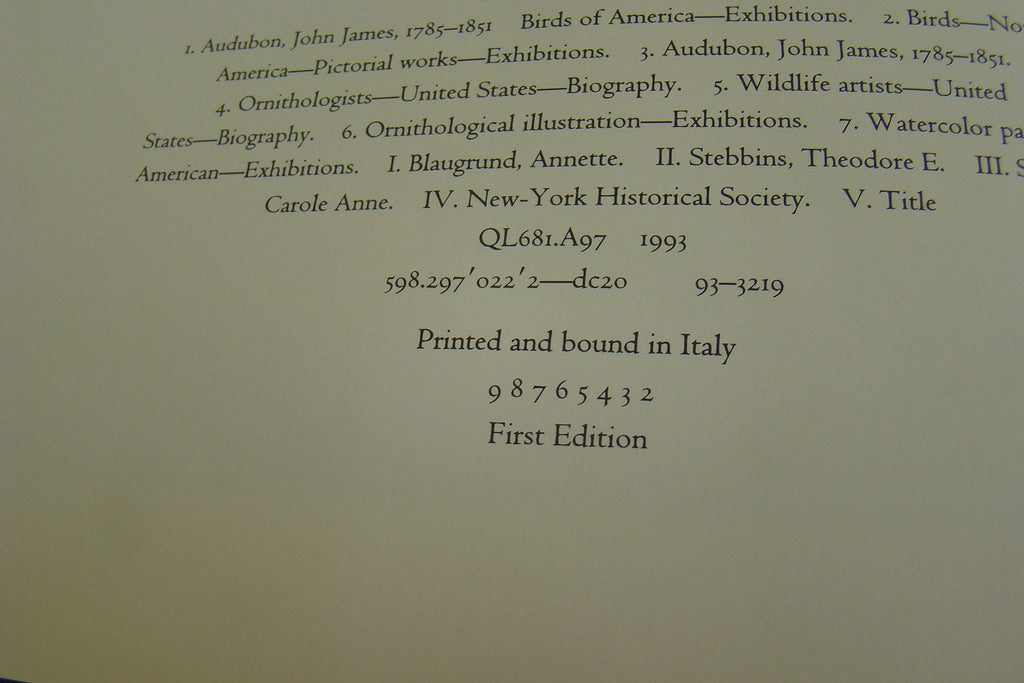 1. Audubon, John James, 1785–1851 Birds of America—Exhibitions. 2. Birds—No
America—Pictorial works—Exhibitions. 3. Audubon, John James, 1785–1851.
4. Ornithologists—United States—Biography. 5. Wildlife artists—United
States—Biography. 6. Ornithological illustration—Exhibitions. 7. Watercolor pa
American—Exhibitions. I. Blaugrund, Annette. II. Stebbins, Theodore E. III. S
Carole Anne. IV. New-York Historical Society. V. Title
QL681.A97 1993
598.297′022′2—dc20 93–3219
Printed and bound in Italy
9 8 7 6 5 4 3 2
First Edition